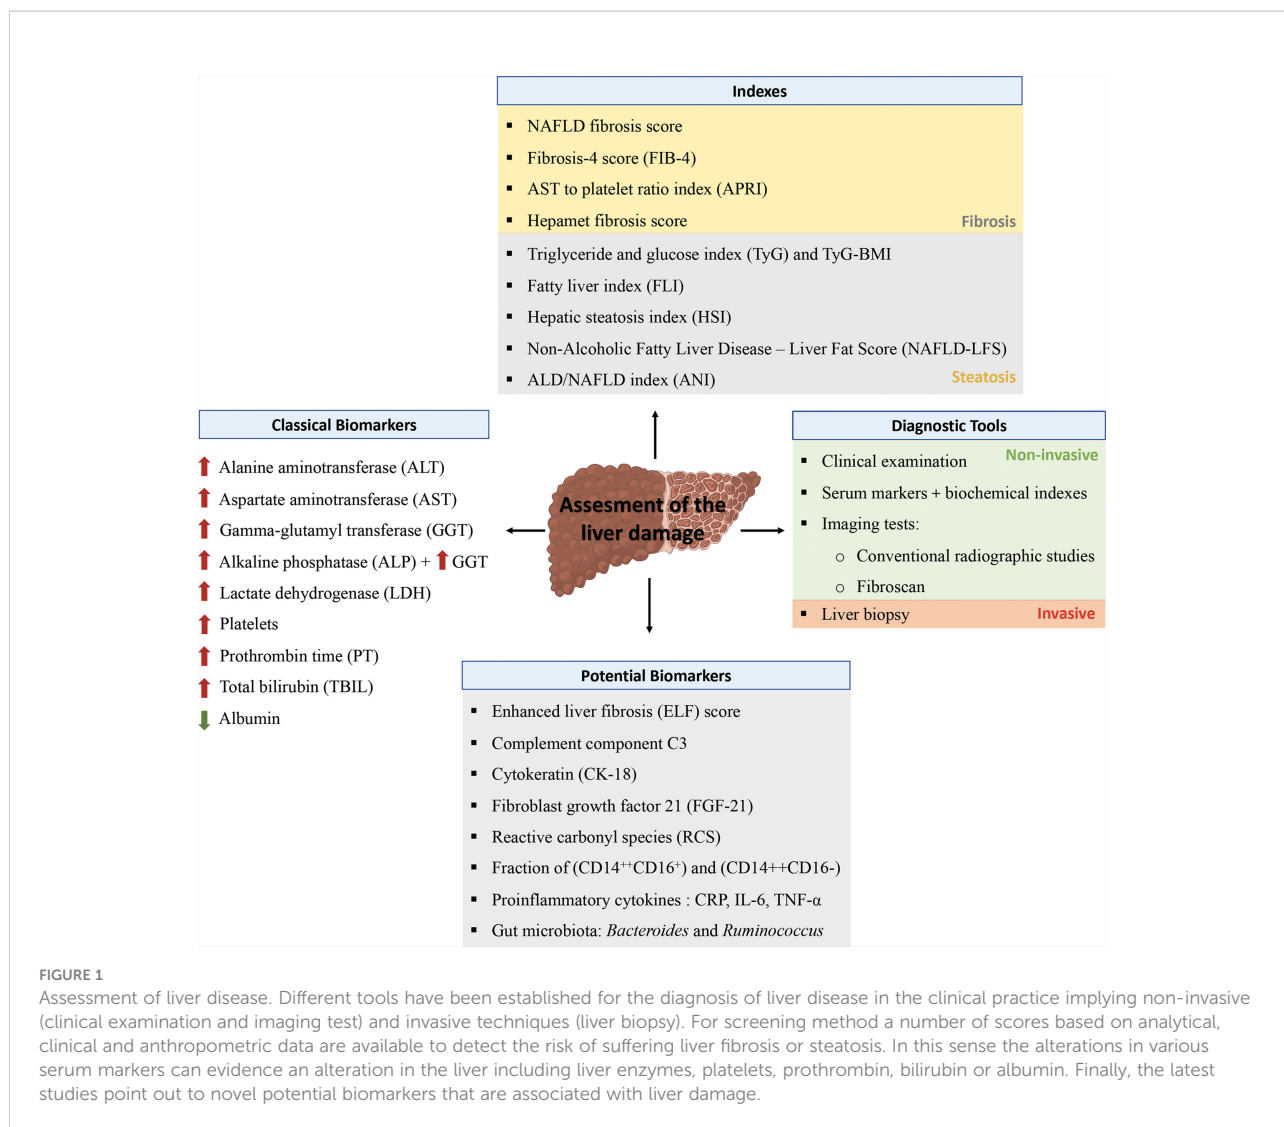 Indexes
▪ NAFLD fibrosis score
▪ Fibrosis-4 score (FIB-4)
▪ AST to platelet ratio index (APRI)
▪ Hepamet fibrosis score
Fibrosis
▪ Triglyceride and glucose index (TyG) and TyG-BMI
▪ Fatty liver index (FLI)
▪ Hepatic steatosis index (HSI)
▪ Non-Alcoholic Fatty Liver Disease – Liver Fat Score (NAFLD-LFS)
▪ ALD/NAFLD index (ANI)
Steatosis
Classical Biomarkers
⬆ Alanine aminotransferase (ALT)
⬆ Aspartate aminotransferase (AST)
⬆ Gamma-glutamyl transferase (GGT)
⬆ Alkaline phosphatase (ALP) + ⬆ GGT
⬆ Lactate dehydrogenase (LDH)
⬆ Platelets
⬆ Prothrombin time (PT)
⬆ Total bilirubin (TBIL)
⬇ Albumin
Assesment of the
liver damage
Diagnostic Tools
Non-invasive
▪ Clinical examination
▪ Serum markers + biochemical indexes
▪ Imaging tests:
o Conventional radiographic studies
o Fibroscan
▪ Liver biopsy
Invasive
Potential Biomarkers
▪ Enhanced liver fibrosis (ELF) score
▪ Complement component C3
▪ Cytokeratin (CK-18)
▪ Fibroblast growth factor 21 (FGF-21)
▪ Reactive carbonyl species (RCS)
▪ Fraction of (CD14⁺⁺CD16⁺) and (CD14++CD16-)
▪ Proinflammatory cytokines : CRP, IL-6, TNF-α
▪ Gut microbiota: Bacteroides and Ruminococcus
FIGURE 1
Assessment of liver disease. Different tools have been established for the diagnosis of liver disease in the clinical practice implying non-invasive
(clinical examination and imaging test) and invasive techniques (liver biopsy). For screening method a number of scores based on analytical,
clinical and anthropometric data are available to detect the risk of suffering liver fibrosis or steatosis. In this sense the alterations in various
serum markers can evidence an alteration in the liver including liver enzymes, platelets, prothrombin, bilirubin or albumin. Finally, the latest
studies point out to novel potential biomarkers that are associated with liver damage.